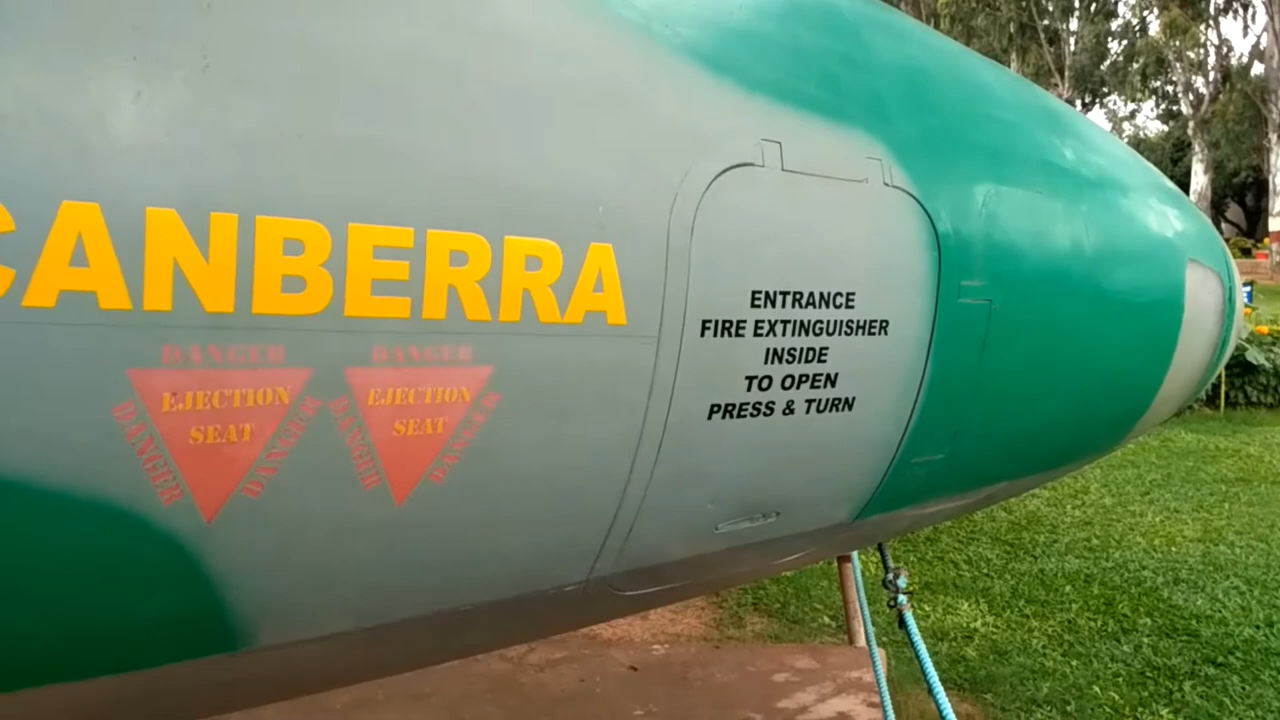 CANBERRA
DANGER
EJECTION
SEAT
DANGER
DANGER
DANGER
EJECTION
SEAT
DANGER
DANGER
ENTRANCE
FIRE EXTINGUISHER
INSIDE
TO OPEN
PRESS & TURN